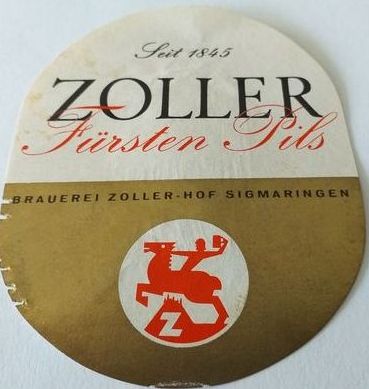 Seit 1845
ZOLLER
Fürsten Pils
BRAUEREI ZOLLER-HOF SIGMARINGEN
Z